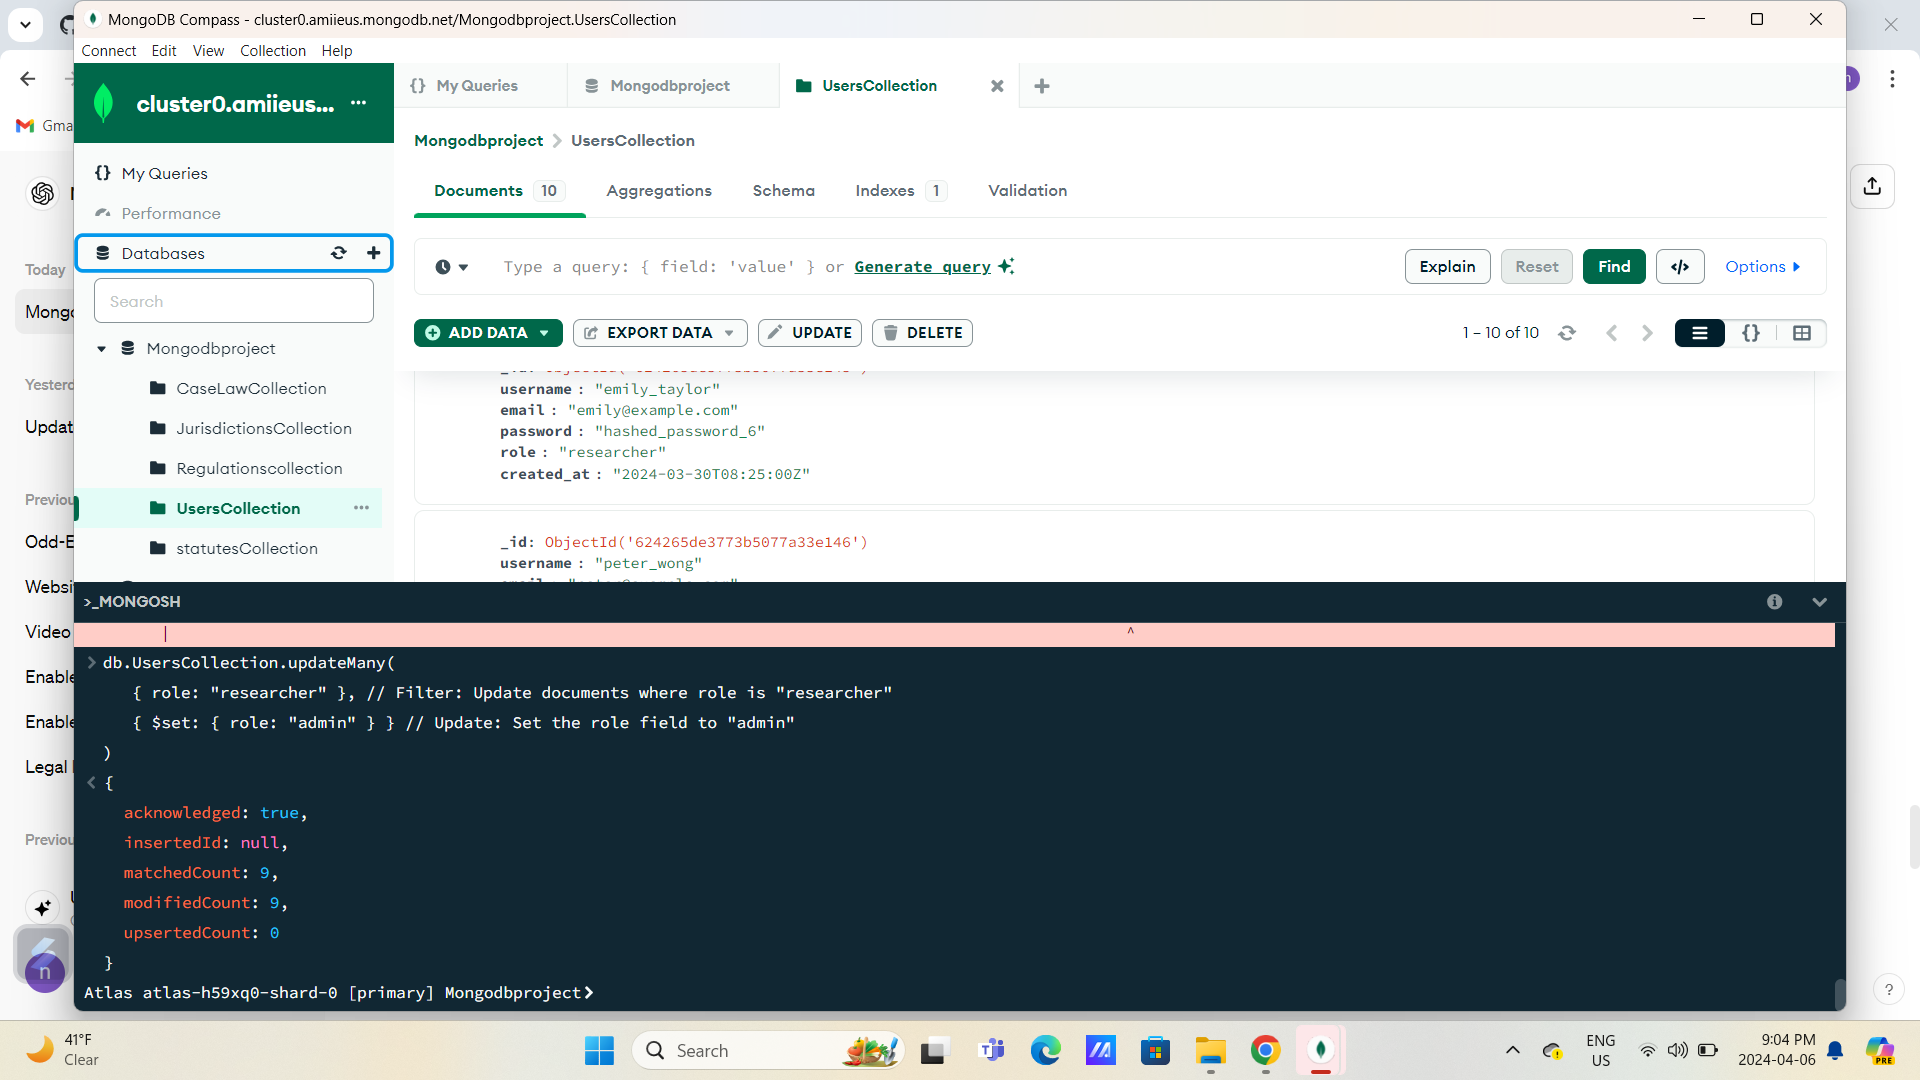 MongoDB Compass - cluster0.amiieus.mongodb.net/Mongodbproject.UsersCollection
Connect Edit View Collection Help
cluster0.amiieus... ···
My Queries
Mongodbproject
UsersCollection
Gma
Mongodbproject > UsersCollection
{} My Queries
Performance
Databases
Search
Documents 10 Aggregations Schema Indexes 1 Validation
Type a query: { field: 'value' } or Generate query
Explain Reset Find </> Options
ADD DATA EXPORT DATA UPDATE DELETE
1 – 10 of 10
Mongodbproject
CaseLawCollection
JurisdictionsCollection
Regulationscollection
UsersCollection ···
statutesCollection
username : "emily_taylor"
email : "emily@example.com"
password : "hashed_password_6"
role : "researcher"
created_at : "2024-03-30T08:25:00Z"
_id: ObjectId('624265de3773b5077a33e146')
username : "peter_wong"
Today
Mongo
Yesterd
Updat
Previou
Odd-E
Websi
Video
Enable
Enable
Legal
Previou
>_MONGOSH
^
> db.UsersCollection.updateMany(
{ role: "researcher" }, // Filter: Update documents where role is "researcher"
{ $set: { role: "admin" } } // Update: Set the role field to "admin"
)
< {
acknowledged: true,
insertedId: null,
matchedCount: 9,
modifiedCount: 9,
upsertedCount: 0
}
Atlas atlas-h59xq0-shard-0 [primary] Mongodbproject>
n
?
41°F
Clear
Search
ENG
US
9:04 PM
2024-04-06
PRE